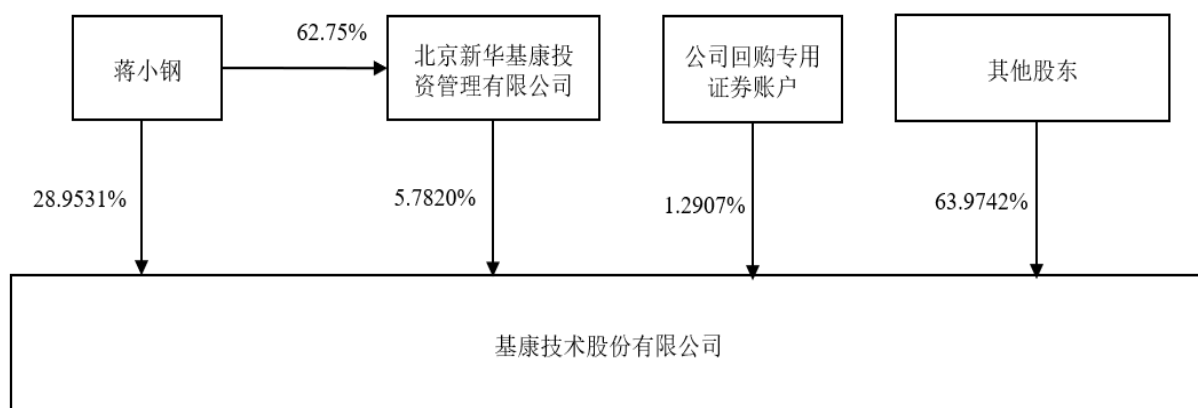 62.75%
蒋小钢
北京新华基康投
资管理有限公司
公司回购专用
证券账户
其他股东
28.9531%
5.7820%
1.2907%
63.9742%
基康技术股份有限公司